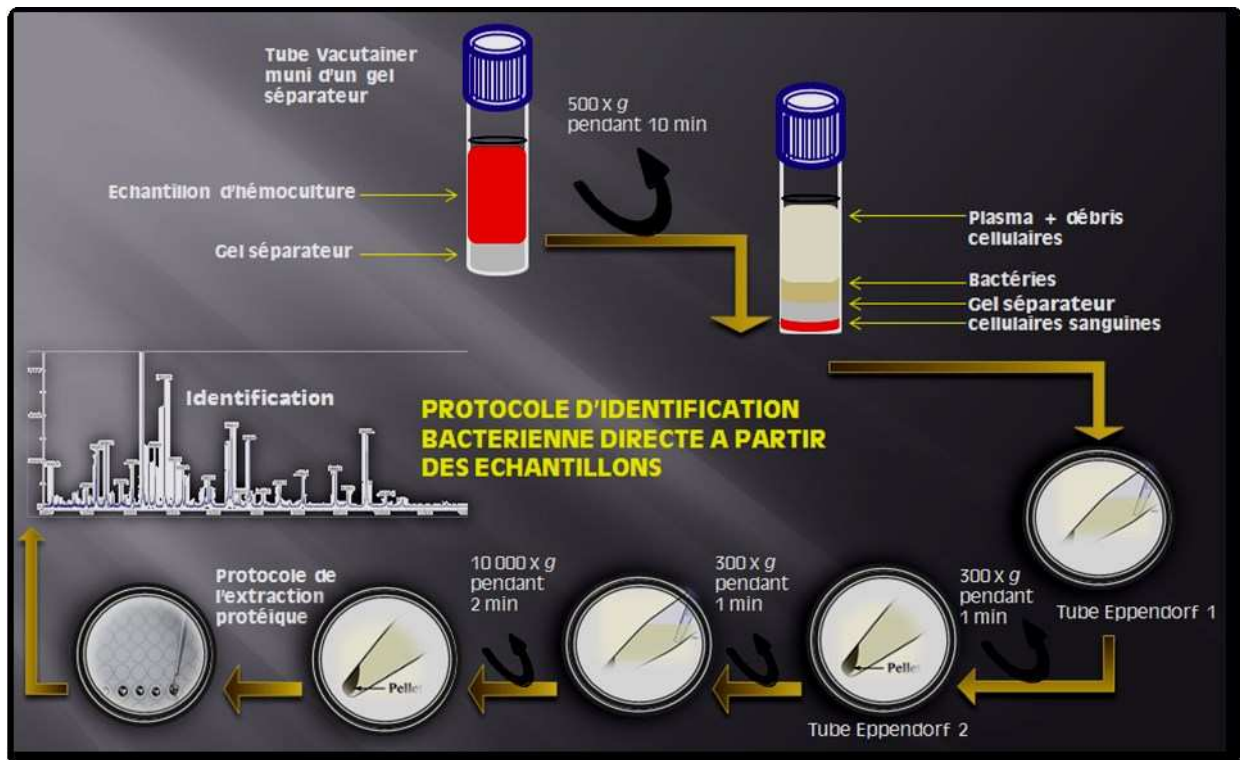 Tube Vacutainer
muni d'un gel
séparateur
500 x g
pendant 10 min
Echantillon d'hémoculture
Gel séparateur
Plasma + débris
cellulaires
Bactéries
Gel séparateur
cellulaires sanguines
Identification
PROTOCOLE D'IDENTIFICATION
BACTERIENNE DIRECTE A PARTIR
DES ECHANTILLONS
Tube Eppendorf 1
300 x g
pendant
1 min
Pelle
Tube Eppendorf 2
300 x g
pendant
1 min
10 000 x g
pendant
2 min
Pelle
Protocole de
l'extraction
protéique